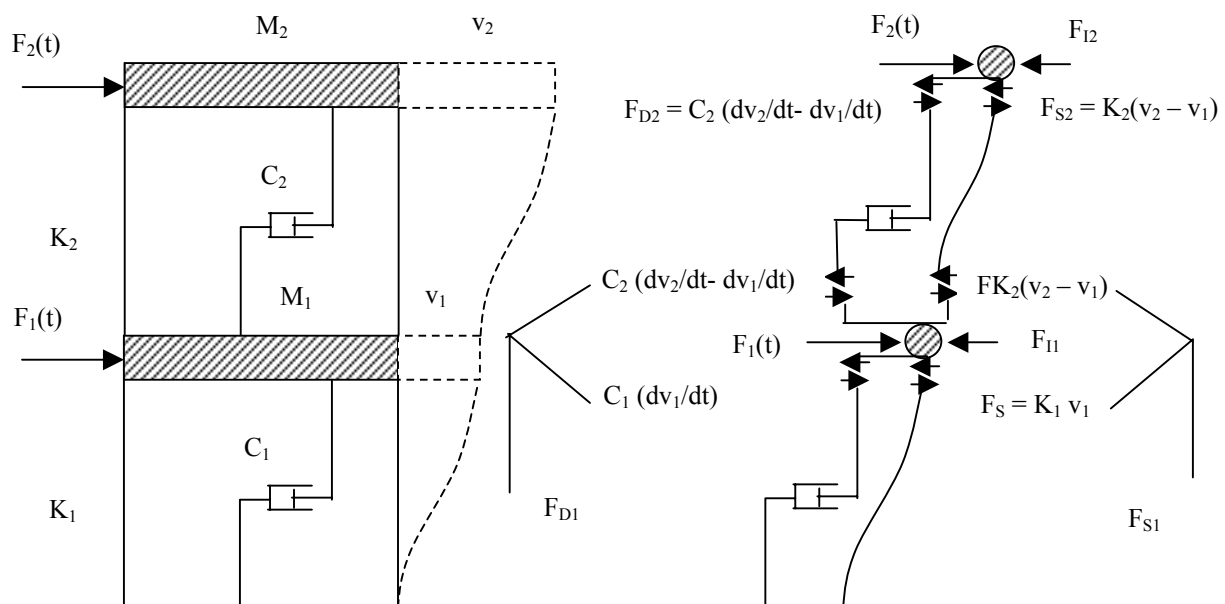 M₂
v₂
F₂(t)
F₂(t)
F_I2
F_D2 = C₂ (dv₂/dt- dv₁/dt)
F_S2 = K₂(v₂ – v₁)
C₂
K₂
M₁
v₁
C₂ (dv₂/dt- dv₁/dt)
FK₂(v₂ – v₁)
F₁(t)
F₁(t)
F_I1
C₁ (dv₁/dt)
F_S = K₁ v₁
C₁
K₁
F_D1
F_S1